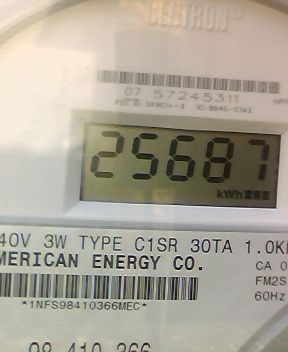 CENTRON®
07 57245311
25687
kWh
40V 3W TYPE C1SR 30TA 1.0K
MERICAN ENERGY CO.
CA 0
FM2S
60Hz
*1NFS98410366MEC*
98 410 366